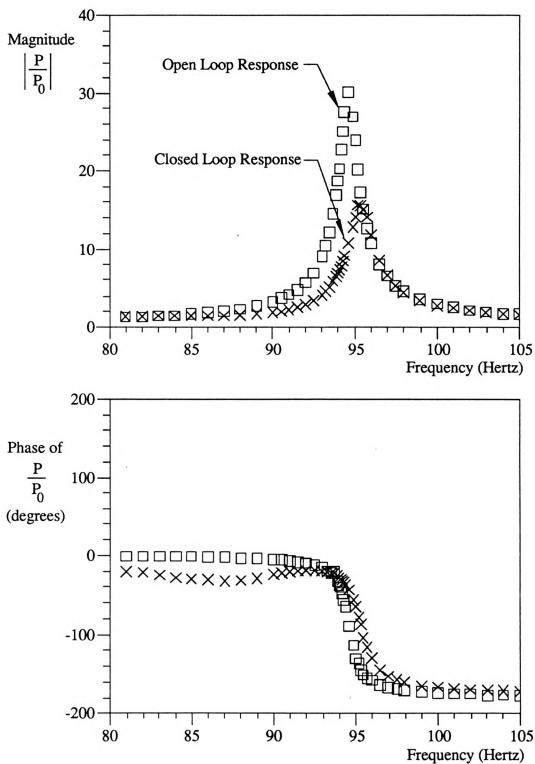 Magnitude
|P/P0|
40
30
20
10
0
Open Loop Response
Closed Loop Response
80 85 90 95 100 105
Frequency (Hertz)
Phase of
P/P0
(degrees)
200
100
0
-100
-200
80 85 90 95 100 105
Frequency (Hertz)